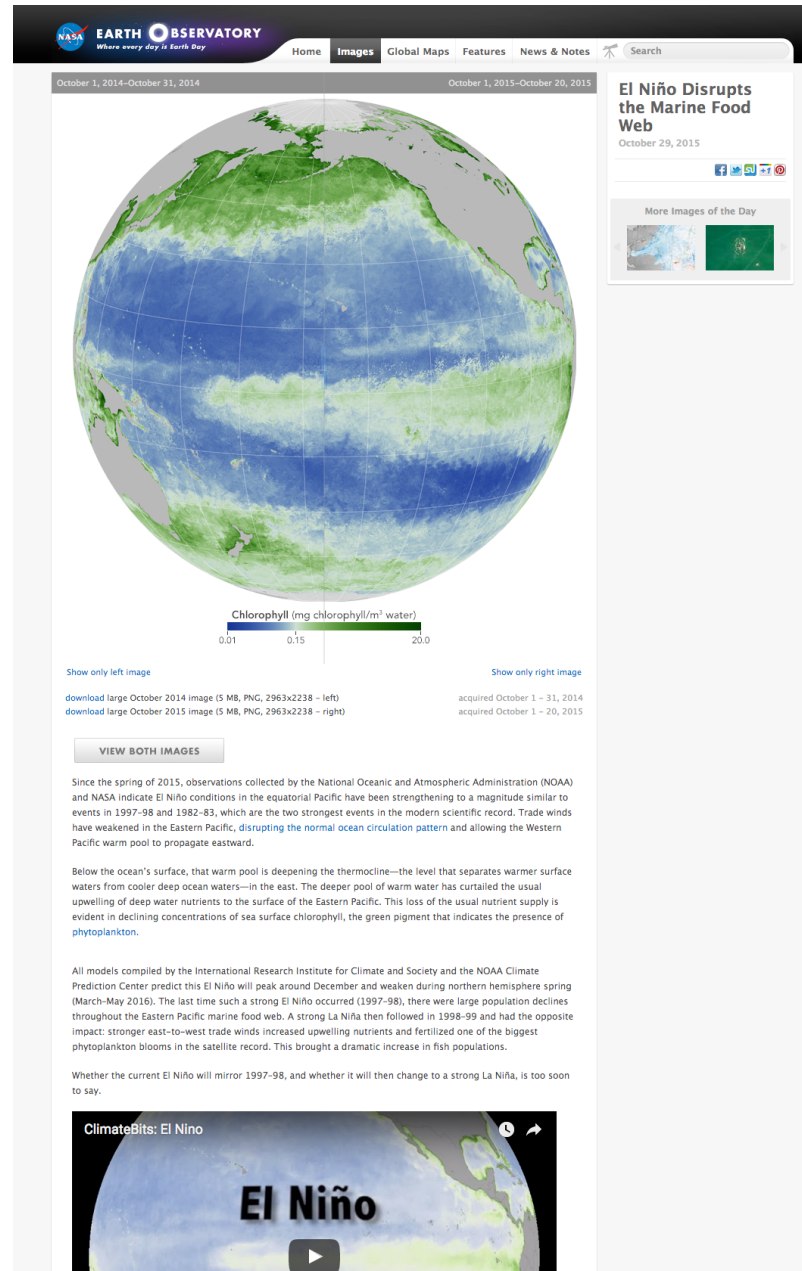 NASA
EARTH OBSERVATORY
Where every day is Earth Day
Home Images Global Maps Features News & Notes Search
October 1, 2014–October 31, 2014 October 1, 2015–October 20, 2015
El Niño Disrupts
the Marine Food
Web
October 29, 2015
More Images of the Day
Chlorophyll (mg chlorophyll/m³ water)
0.01 0.15 20.0
Show only left image Show only right image
download large October 2014 image (5 MB, PNG, 2963x2238 – left) acquired October 1 – 31, 2014
download large October 2015 image (5 MB, PNG, 2963x2238 – right) acquired October 1 – 20, 2015
VIEW BOTH IMAGES
Since the spring of 2015, observations collected by the National Oceanic and Atmospheric Administration (NOAA)
and NASA indicate El Niño conditions in the equatorial Pacific have been strengthening to a magnitude similar to
events in 1997–98 and 1982–83, which are the two strongest events in the modern scientific record. Trade winds
have weakened in the Eastern Pacific, disrupting the normal ocean circulation pattern and allowing the Western
Pacific warm pool to propagate eastward.
Below the ocean's surface, that warm pool is deepening the thermocline—the level that separates warmer surface
waters from cooler deep ocean waters—in the east. The deeper pool of warm water has curtailed the usual
upwelling of deep water nutrients to the surface of the Eastern Pacific. This loss of the usual nutrient supply is
evident in declining concentrations of sea surface chlorophyll, the green pigment that indicates the presence of
phytoplankton.
All models compiled by the International Research Institute for Climate and Society and the NOAA Climate
Prediction Center predict this El Niño will peak around December and weaken during northern hemisphere spring
(March–May 2016). The last time such a strong El Niño occurred (1997–98), there were large population declines
throughout the Eastern Pacific marine food web. A strong La Niña then followed in 1998–99 and had the opposite
impact: stronger east-to-west trade winds increased upwelling nutrients and fertilized one of the biggest
phytoplankton blooms in the satellite record. This brought a dramatic increase in fish populations.
Whether the current El Niño will mirror 1997–98, and whether it will then change to a strong La Niña, is too soon
to say.
ClimateBits: El Nino
El Niño